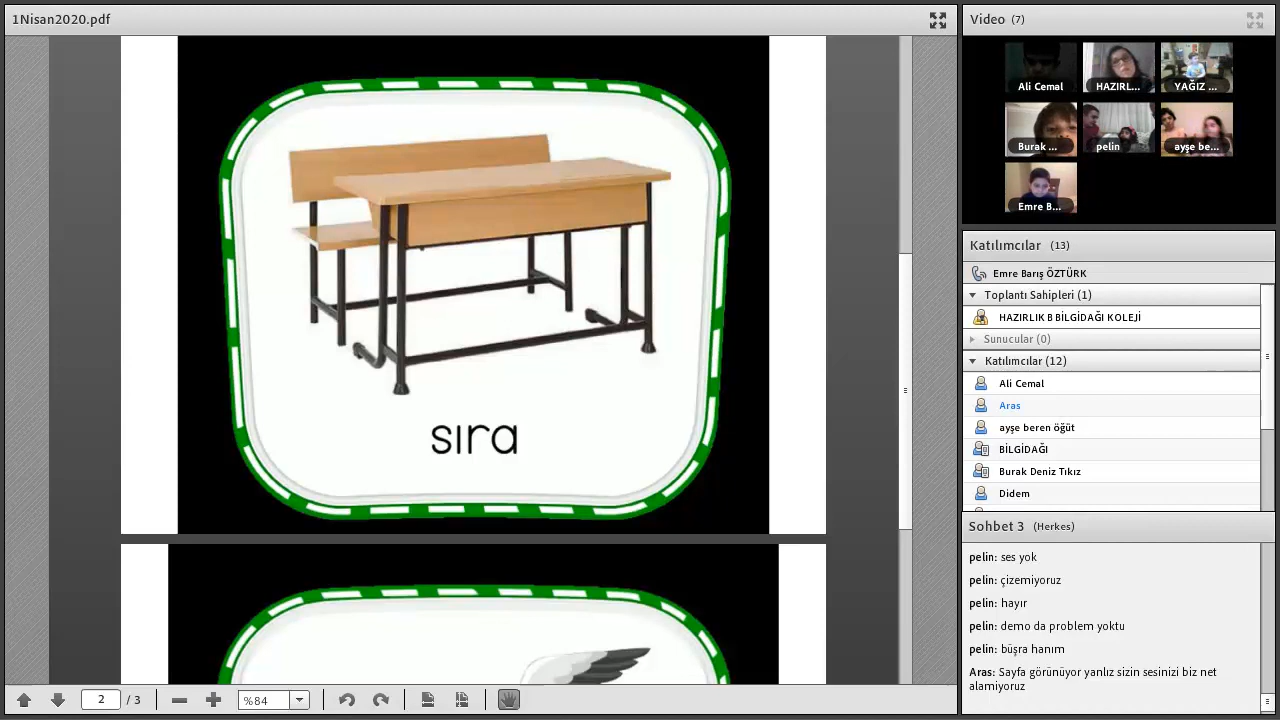 1Nisan2020.pdf
sıra
2 / 3
%84
Video (7)
Ali Cemal
HAZIRL...
YAĞIZ ...
Burak ...
pelin
ayşe be...
Emre B...
Katılımcılar (13)
Emre Barış ÖZTÜRK
Toplantı Sahipleri (1)
HAZIRLIK B BİLGİDAĞI KOLEJİ
Sunucular (0)
Katılımcılar (12)
Ali Cemal
Aras
ayşe beren öğüt
BİLGİDAĞI
Burak Deniz Tıkız
Didem
Sohbet 3 (Herkes)
pelin: ses yok
pelin: çizemiyoruz
pelin: hayır
pelin: demo da problem yoktu
pelin: büşra hanım
Aras: Sayfa görünüyor yanlız sizin sesinizi biz net
alamiyoruz